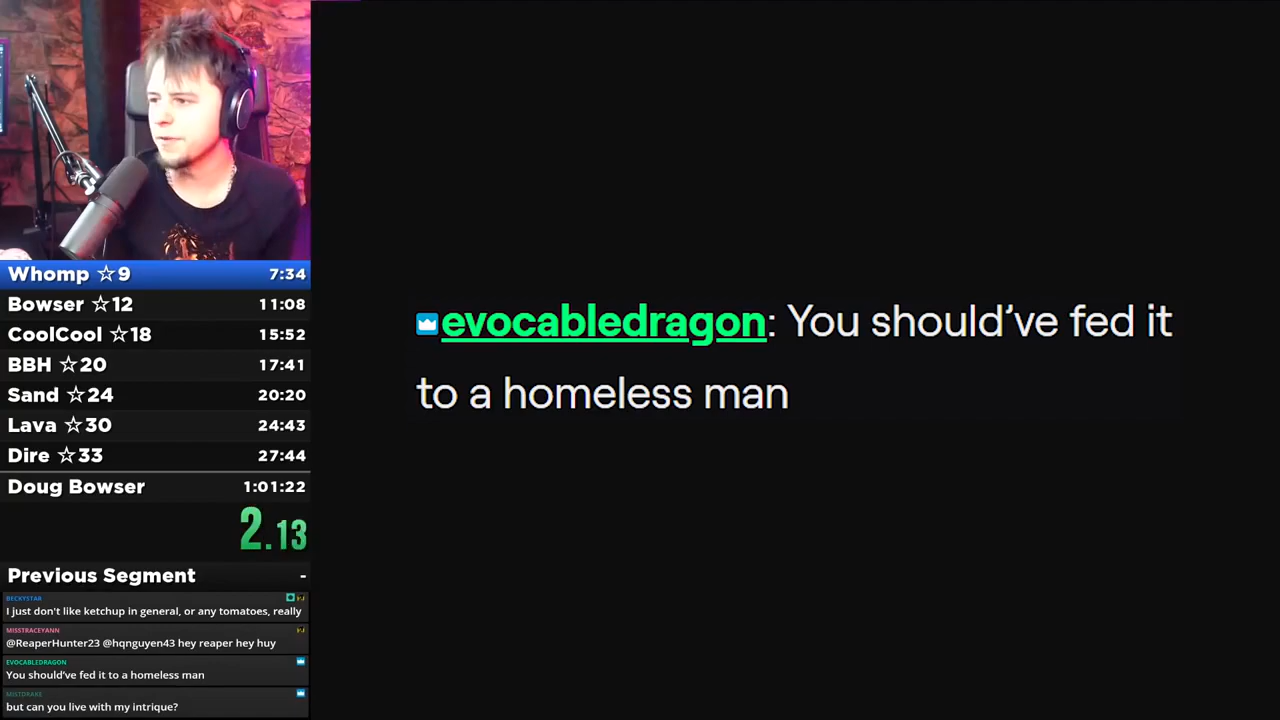 Whomp ☆9 7:34
Bowser ☆12 11:08
CoolCool ☆18 15:52
BBH ☆20 17:41
Sand ☆24 20:20
Lava ☆30 24:43
Dire ☆33 27:44
Doug Bowser 1:01:22
2.13
Previous Segment -
BECKYSTAR
I just don't like ketchup in general, or any tomatoes, really
MISSTRACEYANN
@ReaperHunter23 @hqnguyen43 hey reaper hey huy
EVOCABLEDRAGON
You should've fed it to a homeless man
MISTDRAKE
but can you live with my intrique?
evocabledragon: You should've fed it
to a homeless man